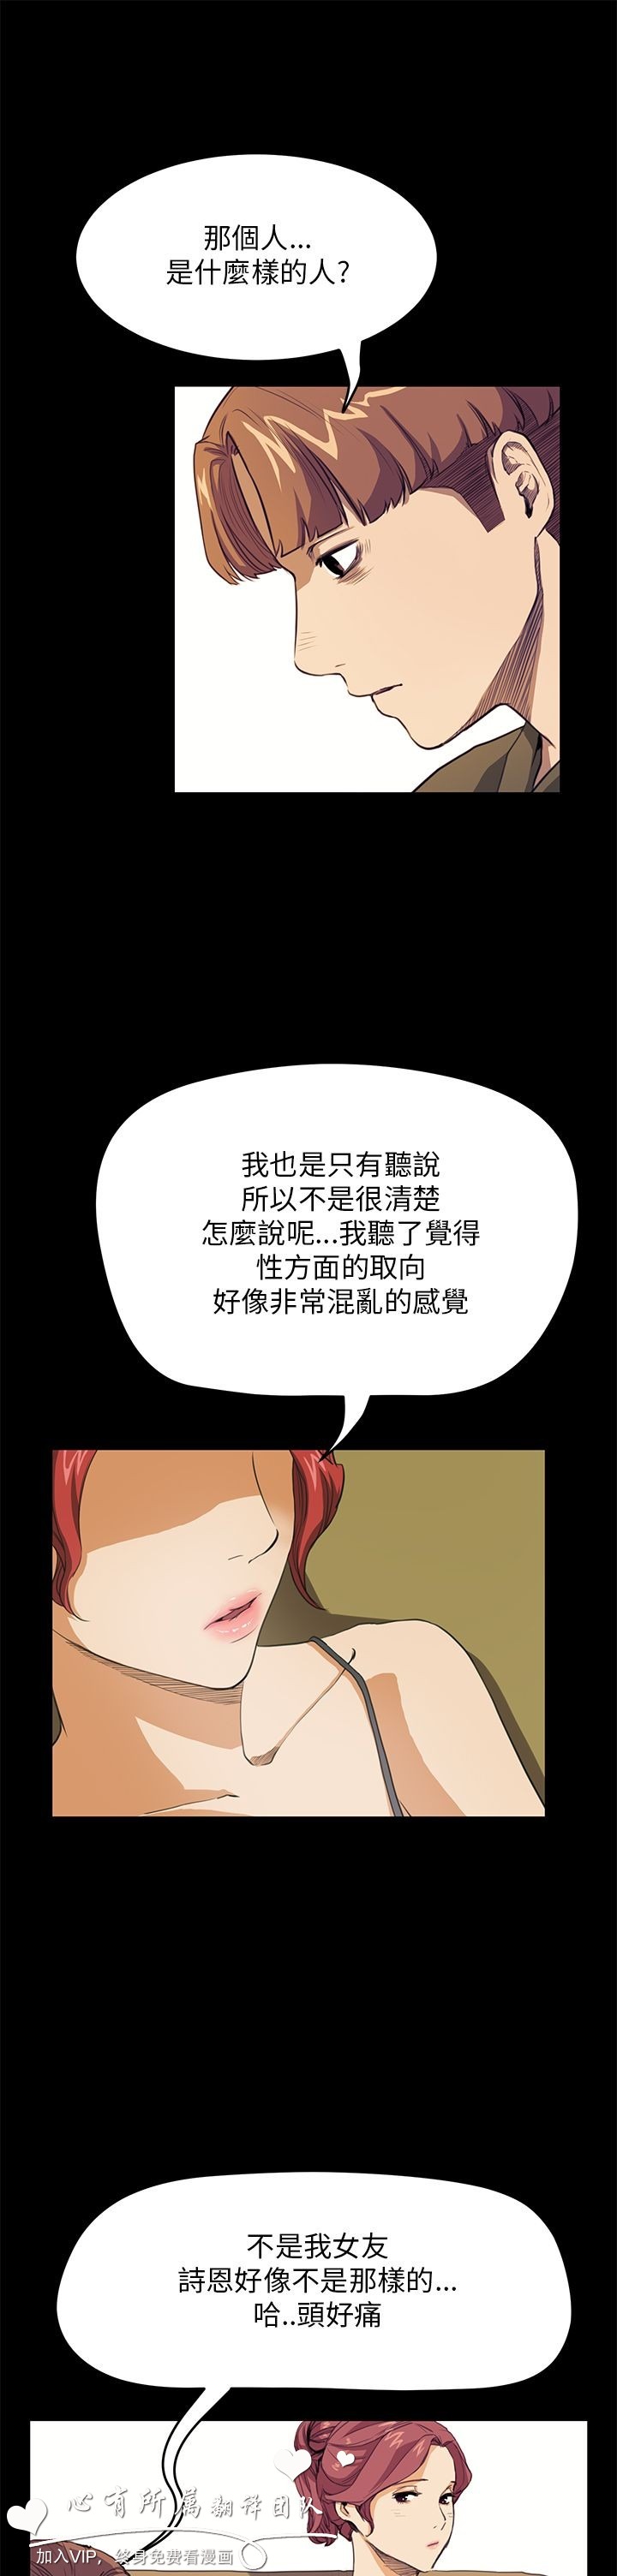 那個人...
是什麼樣的人?
我也是只有聽說
所以不是很清楚
怎麼說呢...我聽了覺得
性方面的取向
好像非常混亂的感覺
不是我女友
詩恩好像不是那樣的...
哈..頭好痛
心有所属翻译团队
加入VIP，终身免费看漫画